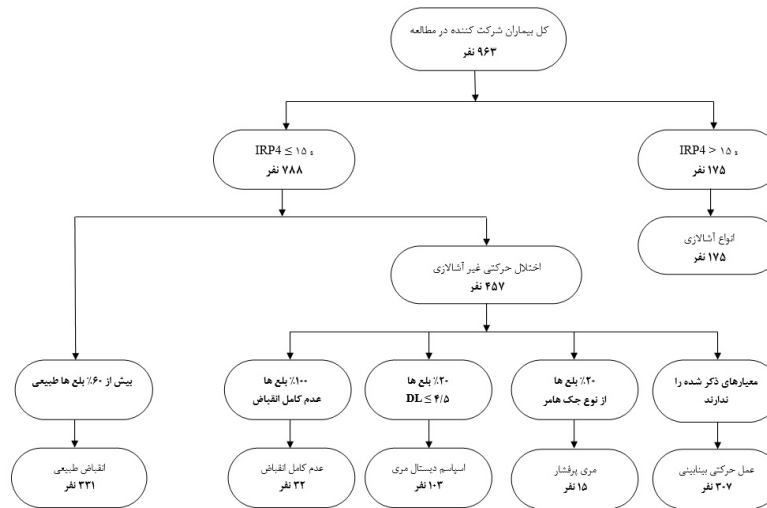 کل بیماران شرکت کننده در مطالعه
۹۶۳ نفر
IRP4 > ۱۵ و
۱۷۵ نفر
IRP4 ≤ ۱۵ و
۷۸۸ نفر
انواع آشالازی
۱۷۵ نفر
اختلال حرکتی غیر آشالازی
۴۵۷ نفر
معیارهای ذکر شده را
ندارند
۲۰٪ بلع ها
از نوع جک هامر
۲۰٪ بلع ها
DL ≤ ۴/۵
۱۰۰٪ بلع ها
عدم کامل انقباض
بیش از ۶۰٪ بلع ها طبیعی
عمل حرکتی بینابینی
۳۰۷ نفر
مری پرفشار
۱۵ نفر
اسپاسم دیستال مری
۱۰۳ نفر
عدم کامل انقباض
۳۲ نفر
انقباض طبیعی
۳۳۱ نفر